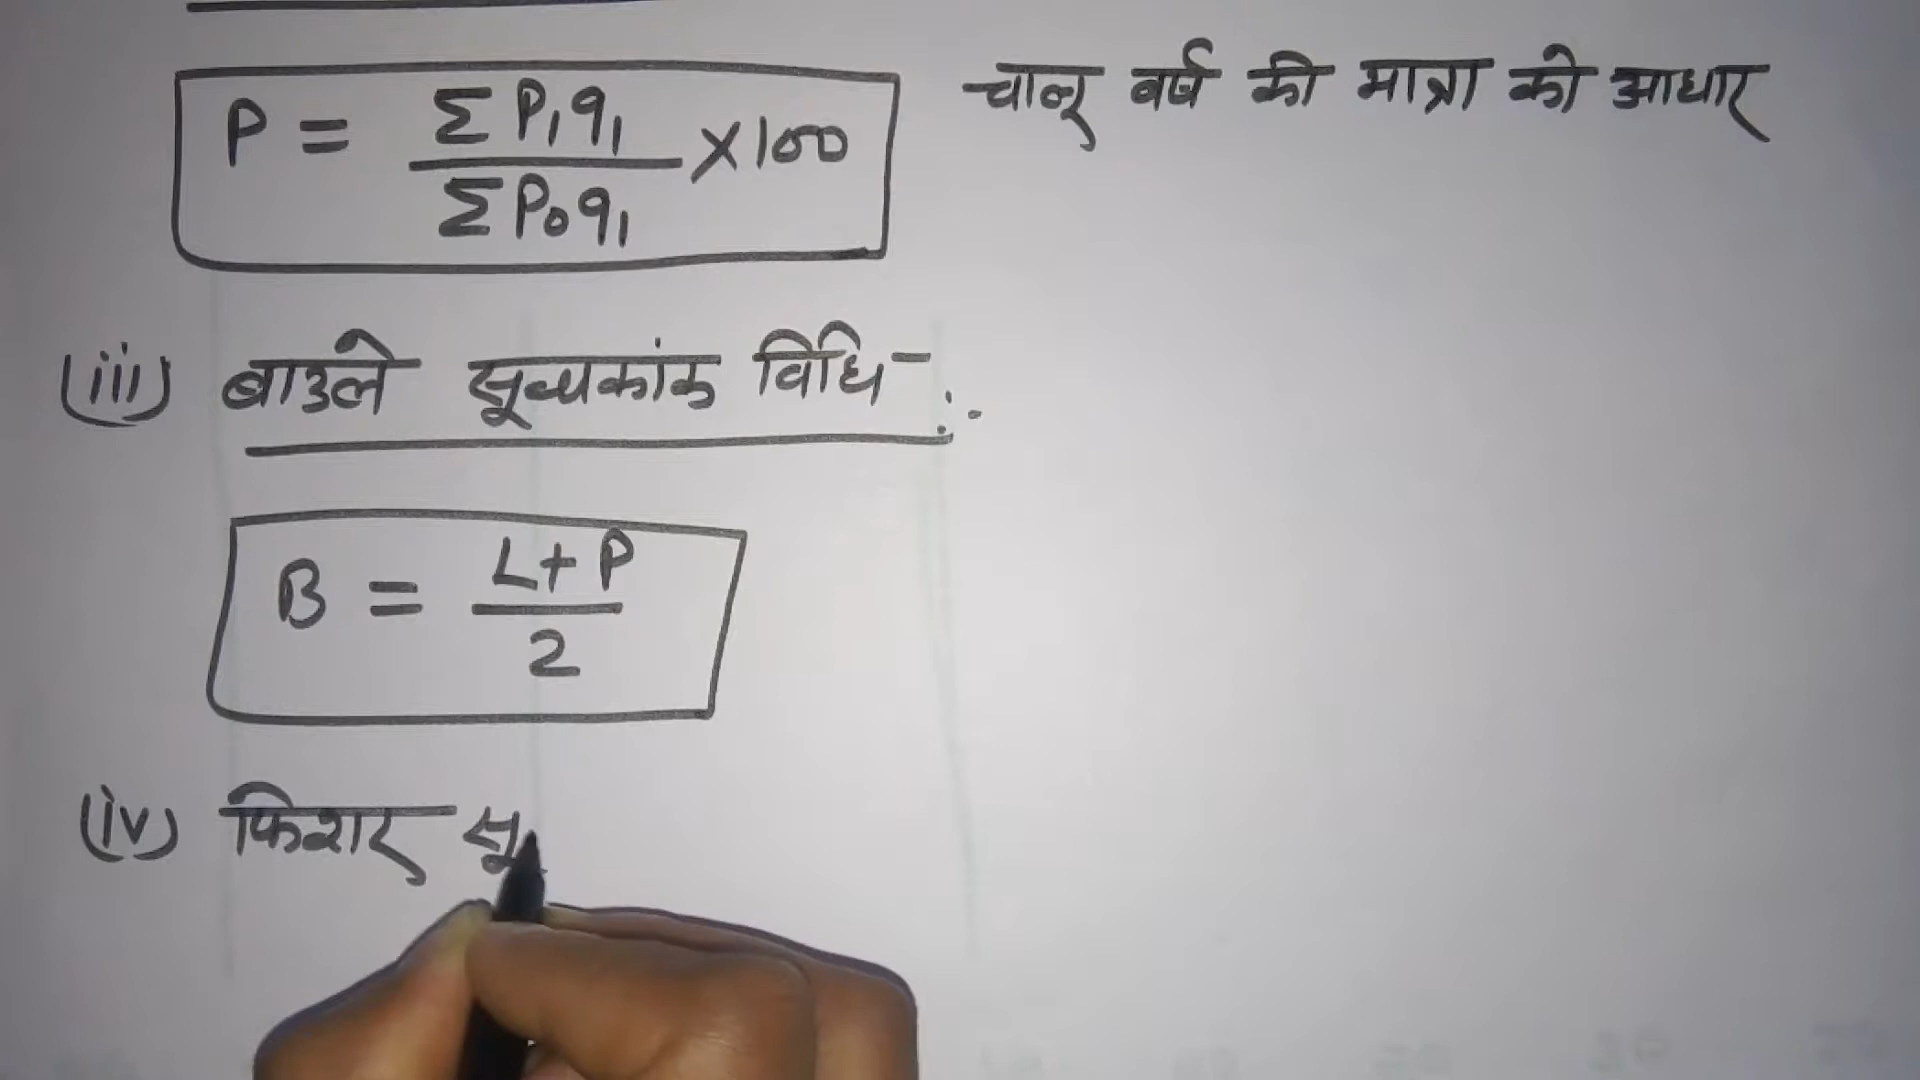 P = ΣP₁q₁ / ΣP₀q₁ ×100
चालू वर्ष की मात्रा को आधार
(iii) बाउले सूचकांक विधि -:
B = L+P / 2
(iv) फिशर सू